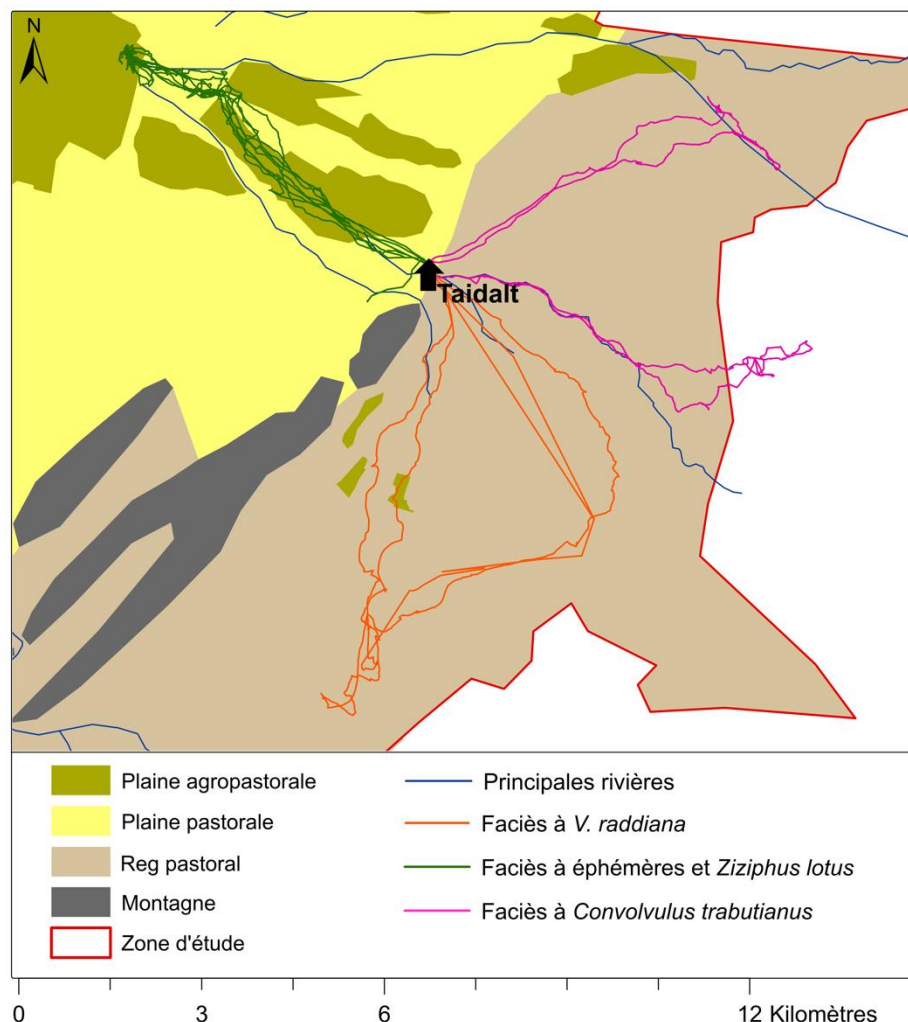 N
Taidalt
Plaine agropastorale
Plaine pastorale
Reg pastoral
Montagne
Zone d'étude
Principales rivières
Faciès à V. raddiana
Faciès à éphémères et Ziziphus lotus
Faciès à Convolvulus trabutianus
0 3 6 12 Kilomètres